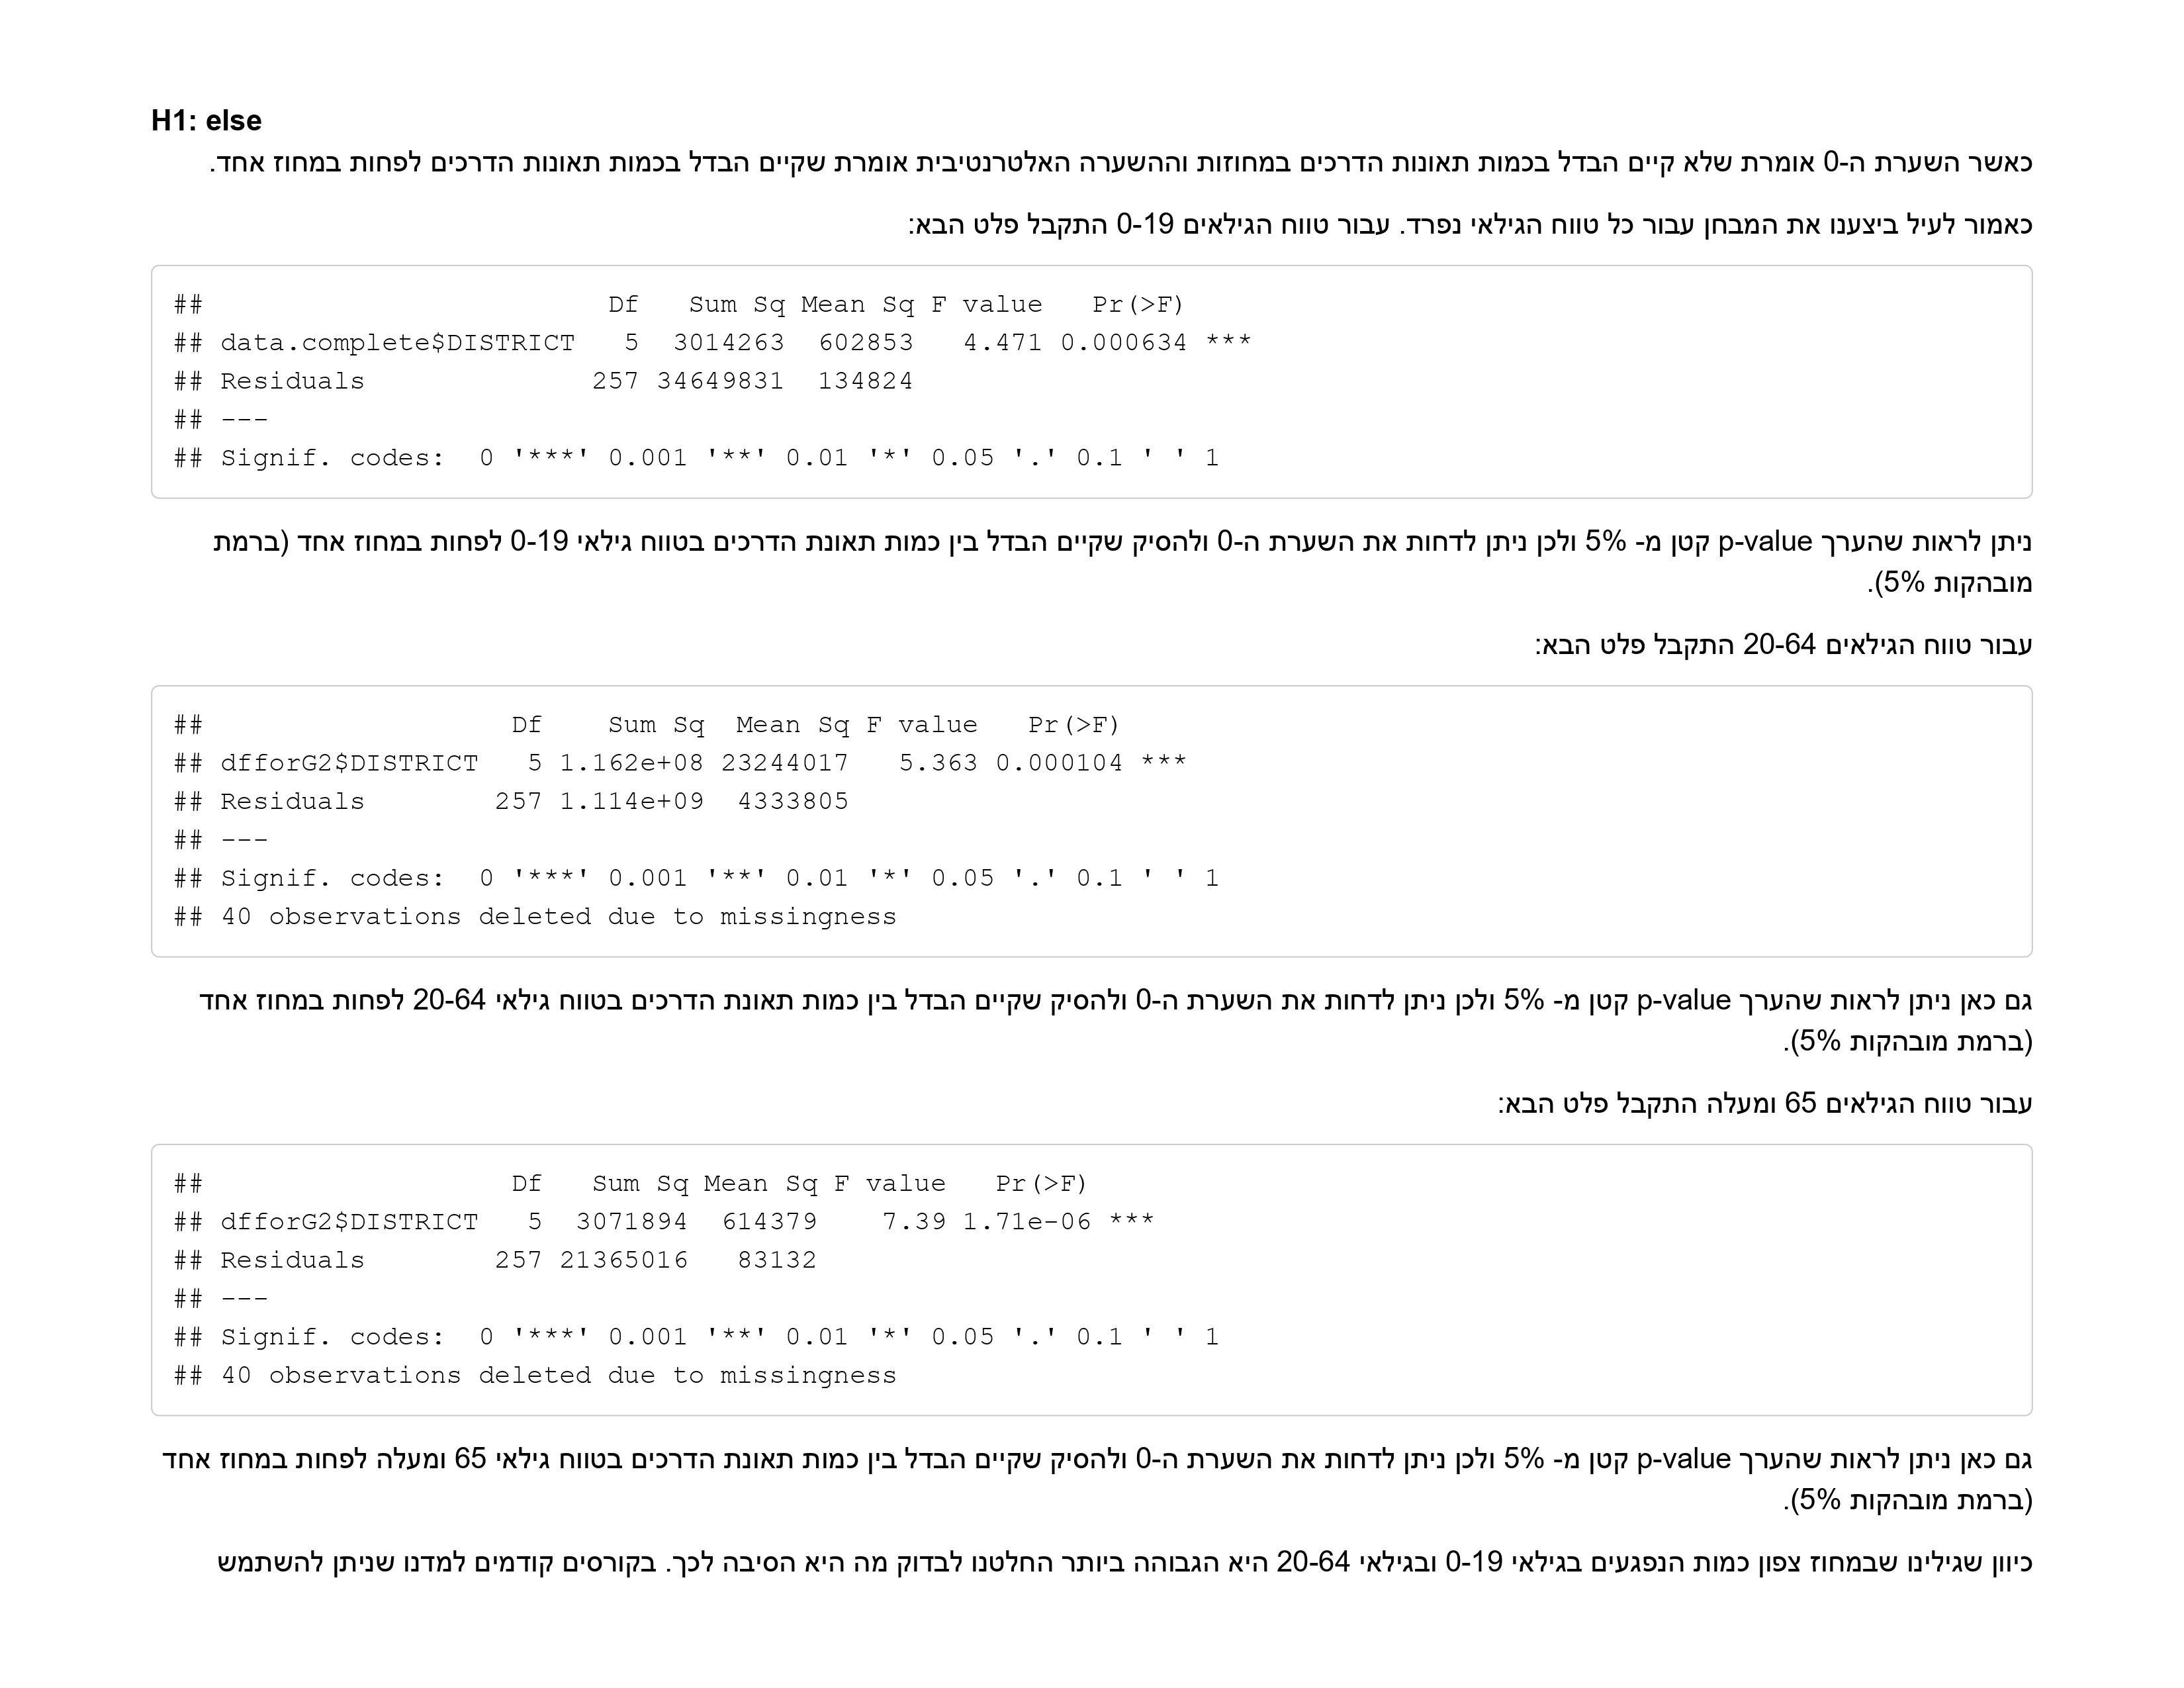 H1: else
כאשר השערת ה-0 אומרת שלא קיים הבדל בכמות תאונות הדרכים במחוזות וההשערה האלטרנטיבית אומרת שקיים הבדל בכמות תאונות הדרכים לפחות במחוז אחד.
כאמור לעיל ביצענו את המבחן עבור כל טווח הגילאי נפרד. עבור טווח הגילאים 0-19 התקבל פלט הבא:
##                         Df   Sum Sq Mean Sq F value   Pr(>F)
## data.complete$DISTRICT   5  3014263  602853   4.471 0.000634 ***
## Residuals              257 34649831  134824
## ---
## Signif. codes:  0 '***' 0.001 '**' 0.01 '*' 0.05 '.' 0.1 ' ' 1
ניתן לראות שהערך p-value קטן מ- 5% ולכן ניתן לדחות את השערת ה-0 ולהסיק שקיים הבדל בין כמות תאונת הדרכים בטווח גילאי 0-19 לפחות במחוז אחד (ברמת
מובהקות 5%).
עבור טווח הגילאים 20-64 התקבל פלט הבא:
##                   Df    Sum Sq  Mean Sq F value   Pr(>F)
## dfforG2$DISTRICT   5 1.162e+08 23244017   5.363 0.000104 ***
## Residuals        257 1.114e+09  4333805
## ---
## Signif. codes:  0 '***' 0.001 '**' 0.01 '*' 0.05 '.' 0.1 ' ' 1
## 40 observations deleted due to missingness
גם כאן ניתן לראות שהערך p-value קטן מ- 5% ולכן ניתן לדחות את השערת ה-0 ולהסיק שקיים הבדל בין כמות תאונת הדרכים בטווח גילאי 20-64 לפחות במחוז אחד
(ברמת מובהקות 5%).
עבור טווח הגילאים 65 ומעלה התקבל פלט הבא:
##                   Df   Sum Sq Mean Sq F value   Pr(>F)
## dfforG2$DISTRICT   5  3071894  614379    7.39 1.71e-06 ***
## Residuals        257 21365016   83132
## ---
## Signif. codes:  0 '***' 0.001 '**' 0.01 '*' 0.05 '.' 0.1 ' ' 1
## 40 observations deleted due to missingness
גם כאן ניתן לראות שהערך p-value קטן מ- 5% ולכן ניתן לדחות את השערת ה-0 ולהסיק שקיים הבדל בין כמות תאונת הדרכים בטווח גילאי 65 ומעלה לפחות במחוז אחד
(ברמת מובהקות 5%).
כיוון שגילינו שבמחוז צפון כמות הנפגעים בגילאי 0-19 ובגילאי 20-64 היא הגבוהה ביותר החלטנו לבדוק מה היא הסיבה לכך. בקורסים קודמים למדנו שניתן להשתמש